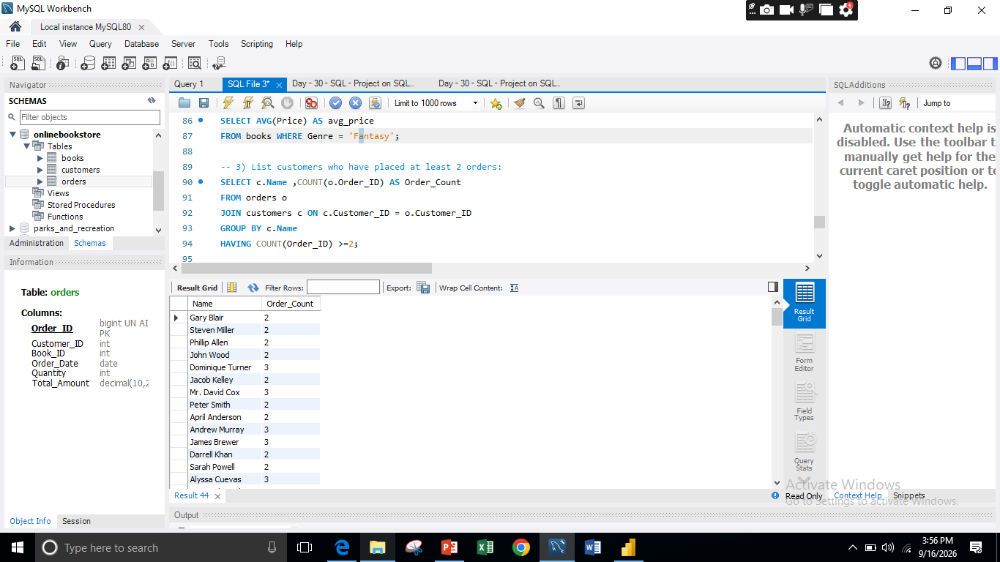 MySQL Workbench
Local instance MySQL80
File Edit View Query Database Server Tools Scripting Help
Navigator
SCHEMAS
Filter objects
onlinebookstore
Tables
books
customers
orders
Views
Stored Procedures
Functions
parks_and_recreation
Administration Schemas
Information
Table: orders
Columns:
Order_ID bigint UN AI PK
Customer_ID int
Book_ID int
Order_Date date
Quantity int
Total_Amount decimal(10,2
Object Info Session
Query 1 SQL File 3* Day - 30 - SQL - Project on SQL... Day - 30 - SQL - Project on SQL...
Limit to 1000 rows
86 SELECT AVG(Price) AS avg_price
87 FROM books WHERE Genre = 'Fantasy';
88
89 -- 3) List customers who have placed at least 2 orders:
90 SELECT c.Name ,COUNT(o.Order_ID) AS Order_Count
91 FROM orders o
92 JOIN customers c ON c.Customer_ID = o.Customer_ID
93 GROUP BY c.Name
94 HAVING COUNT(Order_ID) >=2;
95
Result Grid Filter Rows: Export: Wrap Cell Content:
Name Order_Count
Gary Blair 2
Steven Miller 2
Phillip Allen 2
John Wood 2
Dominique Turner 3
Jacob Kelley 2
Mr. David Cox 3
Peter Smith 2
April Anderson 2
Andrew Murray 3
James Brewer 3
Darrell Khan 2
Sarah Powell 2
Alyssa Cuevas 3
Result Grid
Form Editor
Field Types
Query Stats
Result 44
Read Only
Output
SQLAdditions
Jump to
Automatic context help is
disabled. Use the toolbar t
manually get help for the
current caret position or to
toggle automatic help.
Activate Windows
Go to Settings to activate Windows.
Context Help Snippets
Type here to search
3:56 PM
9/16/2026